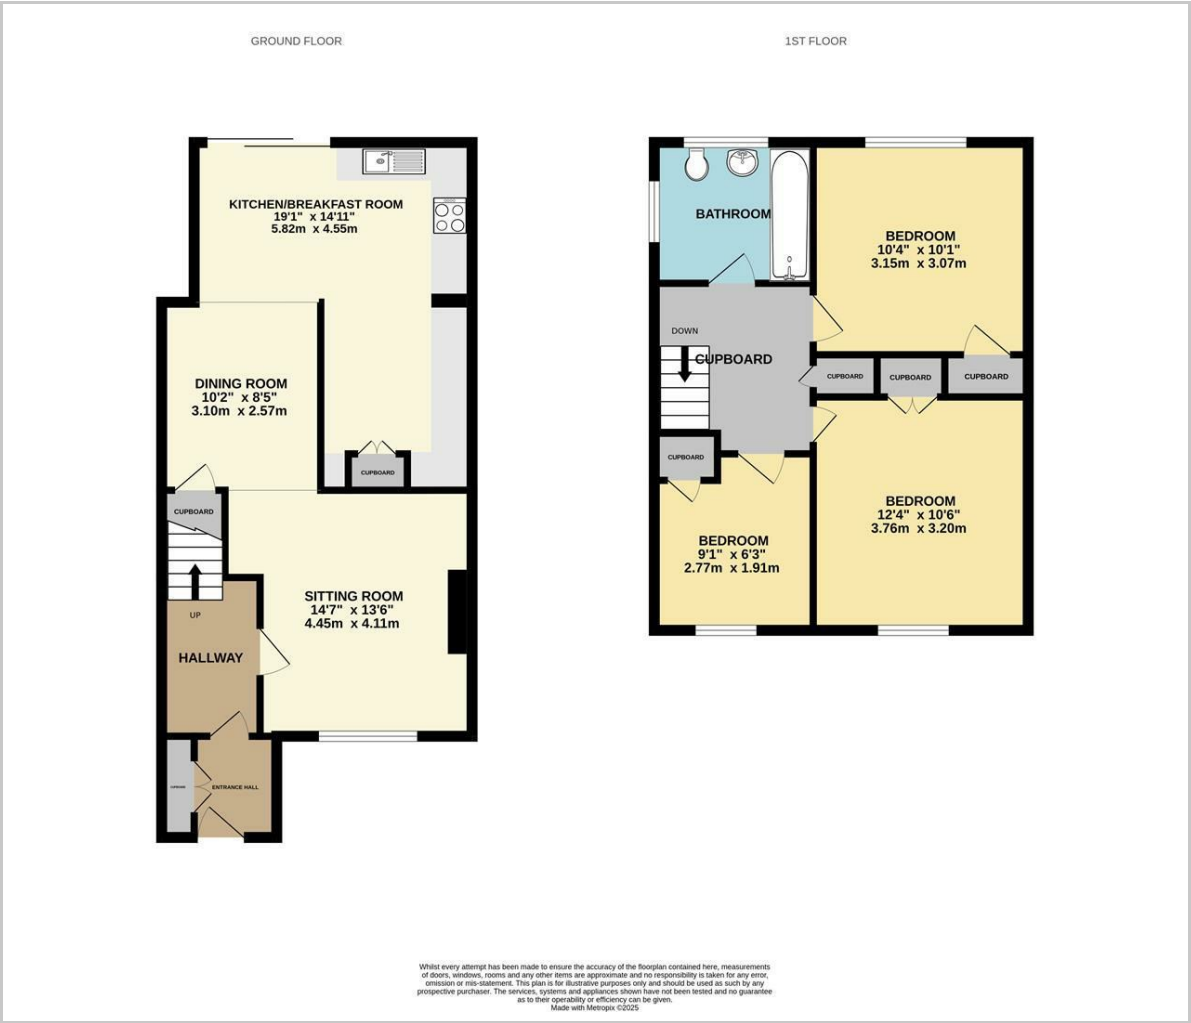 GROUND FLOOR
1ST FLOOR
KITCHEN/BREAKFAST ROOM
19'1" x 14'11"
5.82m x 4.55m
DINING ROOM
10'2" x 8'5"
3.10m x 2.57m
CUPBOARD
CUPBOARD
UP
HALLWAY
SITTING ROOM
14'7" x 13'6"
4.45m x 4.11m
CUPBOARD
ENTRANCE HALL
BATHROOM
BEDROOM
10'4" x 10'1"
3.15m x 3.07m
DOWN
CUPBOARD
CUPBOARD
CUPBOARD
CUPBOARD
CUPBOARD
BEDROOM
9'1" x 6'3"
2.77m x 1.91m
BEDROOM
12'4" x 10'6"
3.76m x 3.20m
Whilst every attempt has been made to ensure the accuracy of the floorplan contained here, measurements
of doors, windows, rooms and any other items are approximate and no responsibility is taken for any error,
omission or mis-statement. This plan is for illustrative purposes only and should be used as such by any
prospective purchaser. The services, systems and appliances shown have not been tested and no guarantee
as to their operability or efficiency can be given.
Made with Metropix ©2025